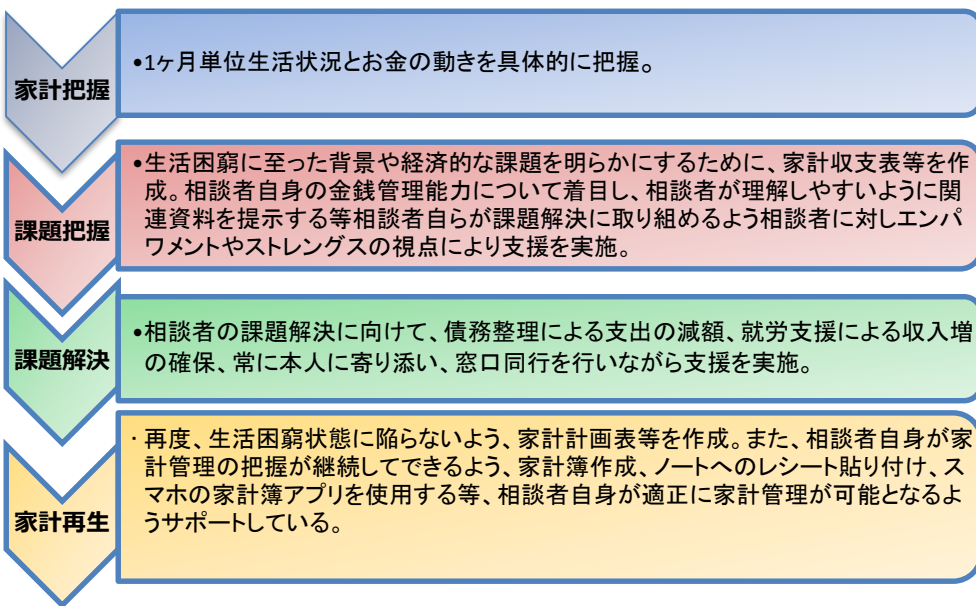 家計把握
•1ヶ月単位生活状況とお金の動きを具体的に把握。
課題把握
•生活困窮に至った背景や経済的な課題を明らかにするために、家計収支表等を作
成。相談者自身の金銭管理能力について着目し、相談者が理解しやすいように関
連資料を提示する等相談者自らが課題解決に取り組めるよう相談者に対しエンパ
ワメントやストレングスの視点により支援を実施。
課題解決
•相談者の課題解決に向けて、債務整理による支出の減額、就労支援による収入増
の確保、常に本人に寄り添い、窓口同行を行いながら支援を実施。
家計再生
・再度、生活困窮状態に陥らないよう、家計計画表等を作成。また、相談者自身が家
計管理の把握が継続してできるよう、家計簿作成、ノートへのレシート貼り付け、ス
マホの家計簿アプリを使用する等、相談者自身が適正に家計管理が可能となるよ
うサポートしている。